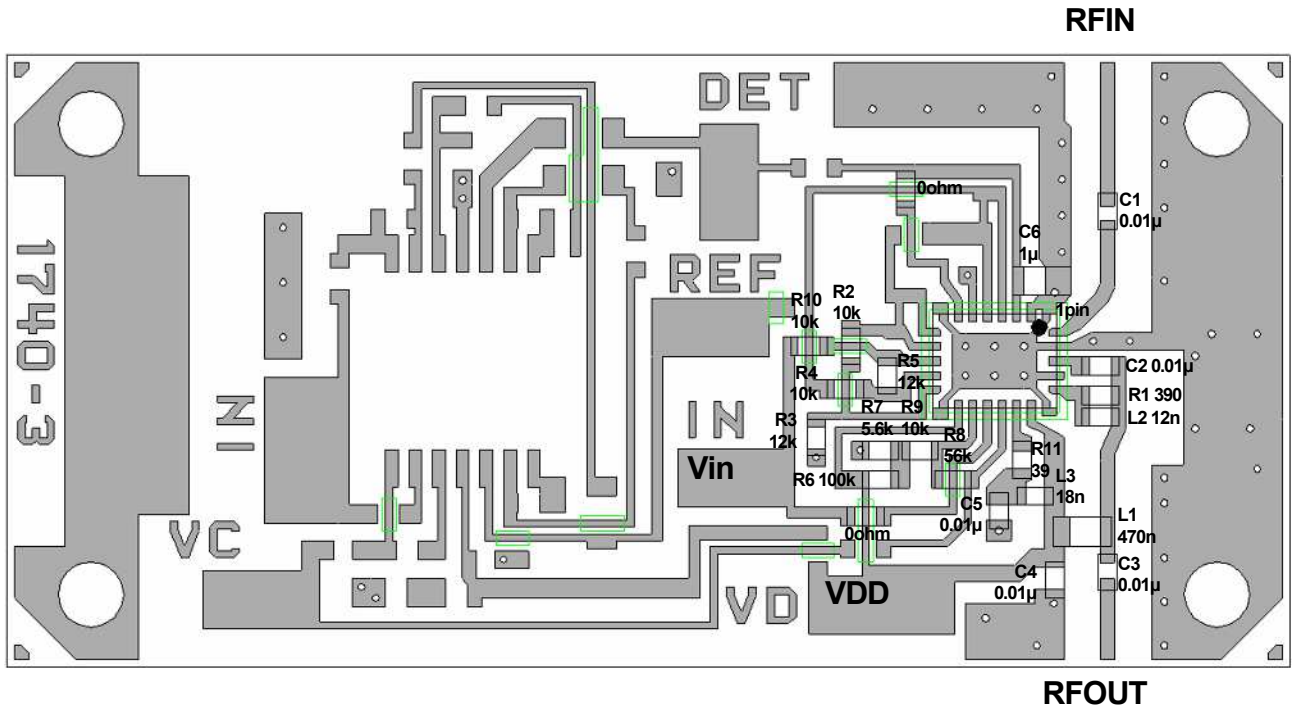 RFIN
DET
0ohm
C1
0.01µ
C6
1µ
REF
1pin
R10
10k
R2
10k
R5
12k
R4
10k
C2 0.01µ
R1 390
L2 12n
R3
12k
R7
5.6k
R9
10k
R8
56k
R11
39
IN
Vin
R6 100k
L3
18n
C5
0.01µ
0ohm
L1
470n
C3
0.01µ
C4
0.01µ
VDD
VD
VC
IN
1740-3
RFOUT